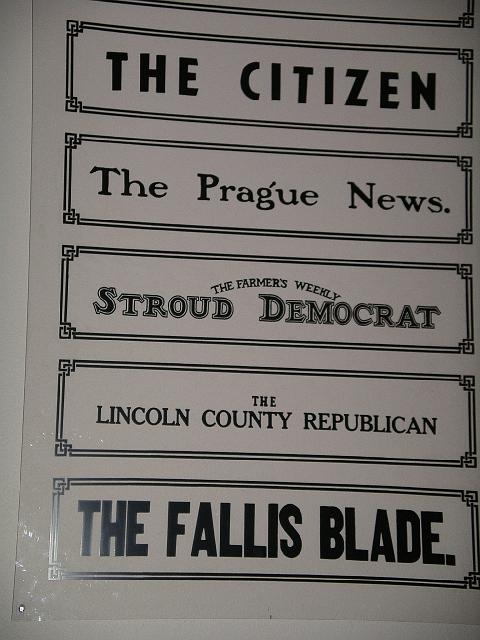 THE CITIZEN
The Prague News.
THE FARMER'S WEEKLY
STROUD DEMOCRAT
THE
LINCOLN COUNTY REPUBLICAN
THE FALLIS BLADE.